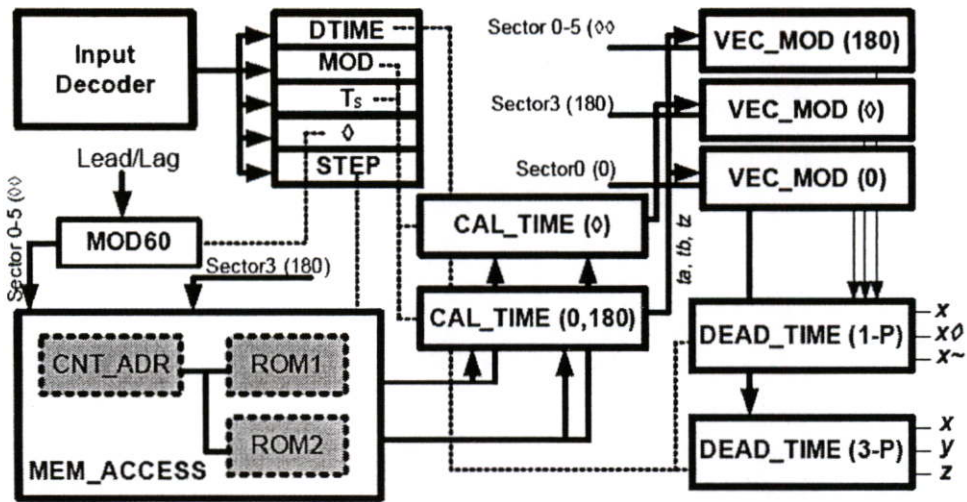 Input
Decoder
DTIME
MOD
Ts
◊
STEP
Sector 0-5 (◊◊
Sector3 (180)
Sector0 (0)
VEC_MOD (180)
VEC_MOD (◊)
VEC_MOD (0)
Lead/Lag
MOD60
Sector 0-5 (◊◊
Sector3 (180)
CAL_TIME (◊)
CAL_TIME (0,180)
ta, tb, tz
CNT_ADR
ROM1
ROM2
MEM_ACCESS
DEAD_TIME (1-P)
x
x◊
x~
DEAD_TIME (3-P)
x
y
z